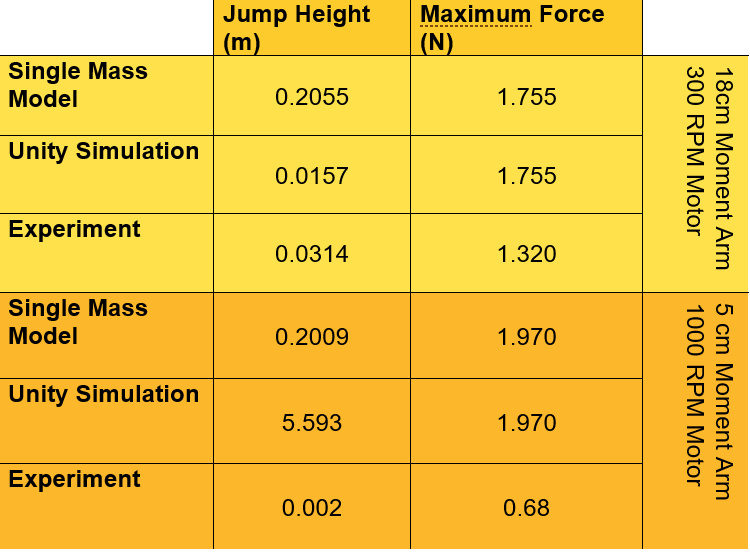 Jump Height
(m)
Maximum Force
(N)
Single Mass
Model
0.2055
1.755
18cm Moment Arm
300 RPM Motor
Unity Simulation
0.0157
1.755
Experiment
0.0314
1.320
Single Mass
Model
0.2009
1.970
5 cm Moment Arm
1000 RPM Motor
Unity Simulation
5.593
1.970
Experiment
0.002
0.68